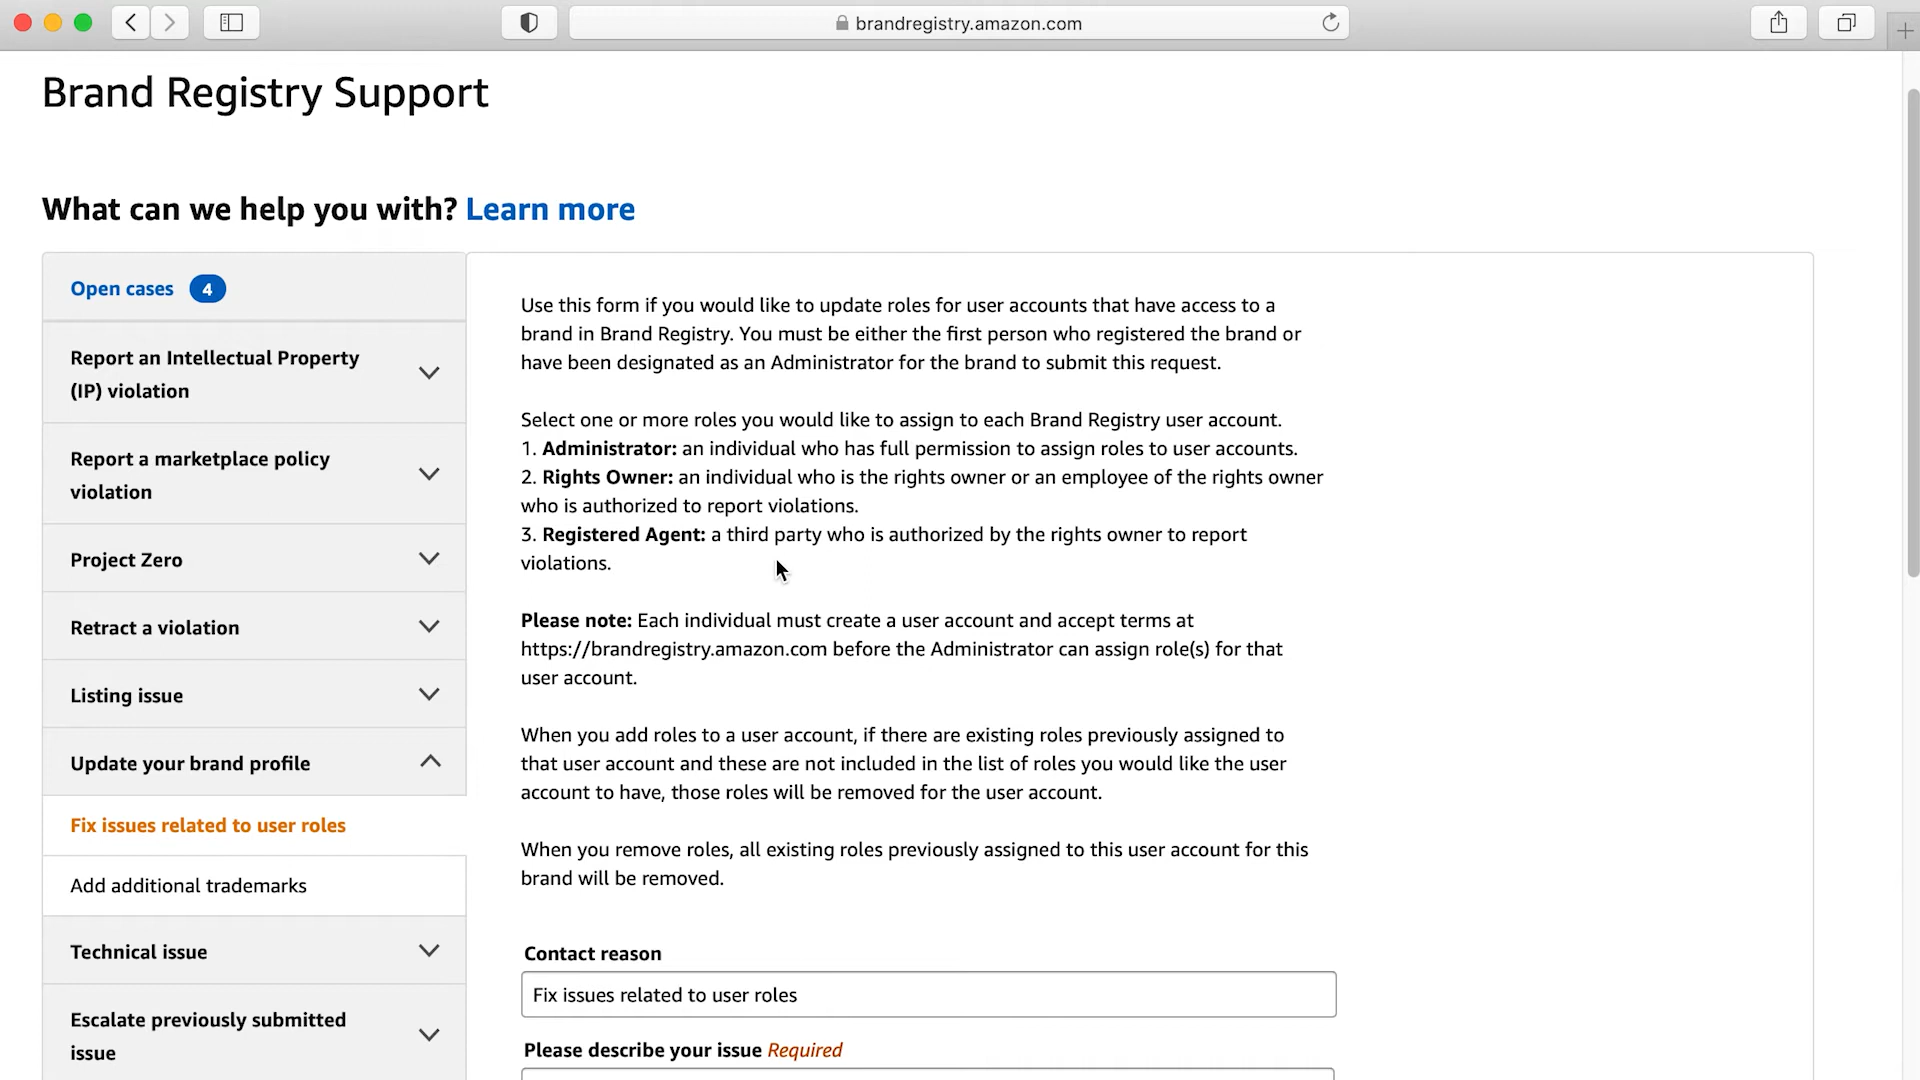 brandregistry.amazon.com
Brand Registry Support
What can we help you with? Learn more
Open cases 4
Report an Intellectual Property
(IP) violation
Report a marketplace policy
violation
Project Zero
Retract a violation
Listing issue
Update your brand profile
Fix issues related to user roles
Add additional trademarks
Technical issue
Escalate previously submitted
issue
Use this form if you would like to update roles for user accounts that have access to a
brand in Brand Registry. You must be either the first person who registered the brand or
have been designated as an Administrator for the brand to submit this request.
Select one or more roles you would like to assign to each Brand Registry user account.
1. Administrator: an individual who has full permission to assign roles to user accounts.
2. Rights Owner: an individual who is the rights owner or an employee of the rights owner
who is authorized to report violations.
3. Registered Agent: a third party who is authorized by the rights owner to report
violations.
Please note: Each individual must create a user account and accept terms at
https://brandregistry.amazon.com before the Administrator can assign role(s) for that
user account.
When you add roles to a user account, if there are existing roles previously assigned to
that user account and these are not included in the list of roles you would like the user
account to have, those roles will be removed for the user account.
When you remove roles, all existing roles previously assigned to this user account for this
brand will be removed.
Contact reason
Fix issues related to user roles
Please describe your issue Required